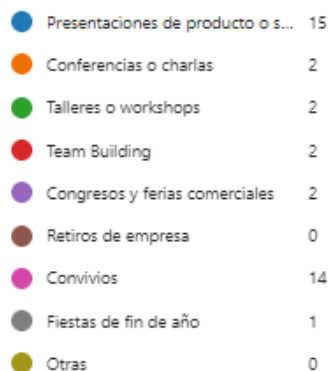 Presentaciones de producto o s... 15
Conferencias o charlas 2
Talleres o workshops 2
Team Building 2
Congresos y ferias comerciales 2
Retiros de empresa 0
Convivios 14
Fiestas de fin de año 1
Otras 0